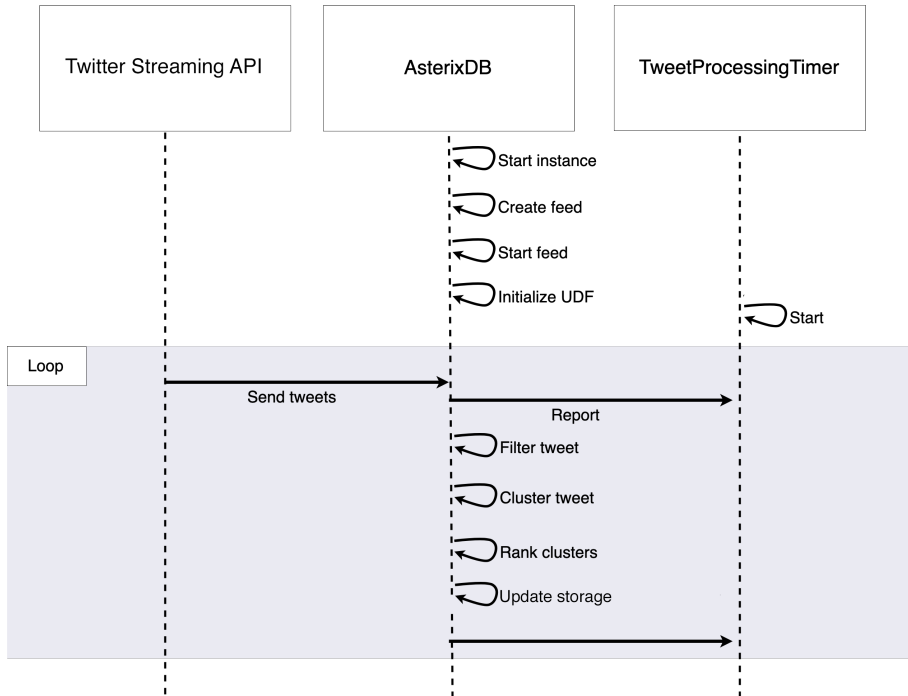 Twitter Streaming API
AsterixDB
TweetProcessingTimer
Start instance
Create feed
Start feed
Initialize UDF
Start
Loop
Send tweets
Report
Filter tweet
Cluster tweet
Rank clusters
Update storage